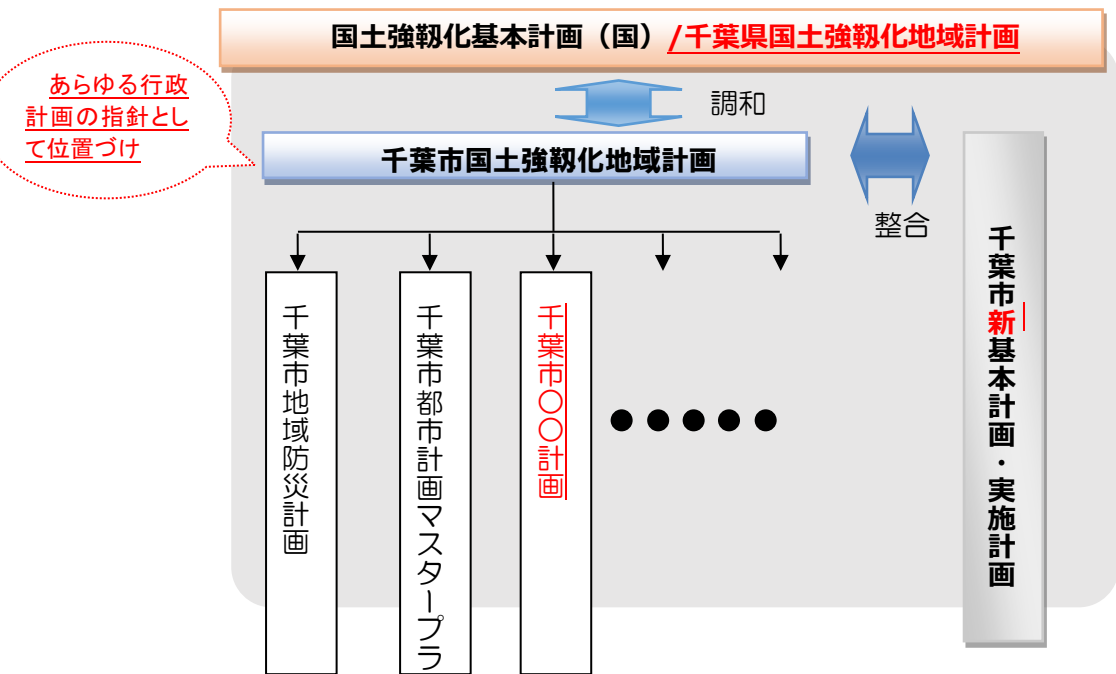 国土強靱化基本計画（国）/千葉県国土強靱化地域計画
あらゆる行政
計画の指針とし
て位置づけ
調和
千葉市国土強靱化地域計画
整合
千葉市地域防災計画
千葉市都市計画マスタープラ
千葉市〇〇計画
●●●●●
千葉市新基本計画・実施計画